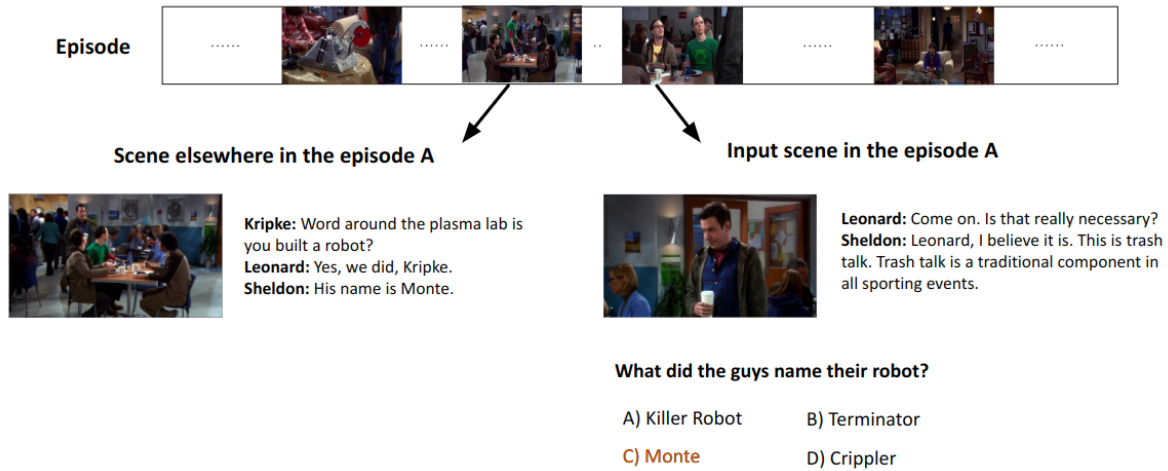 Episode
......
......
..
......
......
Scene elsewhere in the episode A
Kripke: Word around the plasma lab is
you built a robot?
Leonard: Yes, we did, Kripke.
Sheldon: His name is Monte.
Input scene in the episode A
Leonard: Come on. Is that really necessary?
Sheldon: Leonard, I believe it is. This is trash
talk. Trash talk is a traditional component in
all sporting events.
What did the guys name their robot?
A) Killer Robot
B) Terminator
C) Monte
D) Crippler